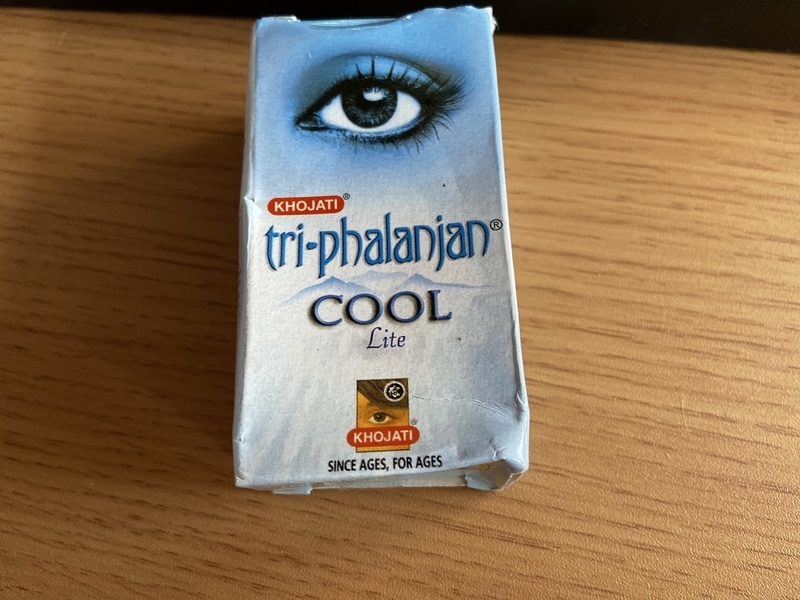 KHOJATI®
tri-phalanjan®
COOL
Lite
KHOJATI®
SINCE AGES, FOR AGES